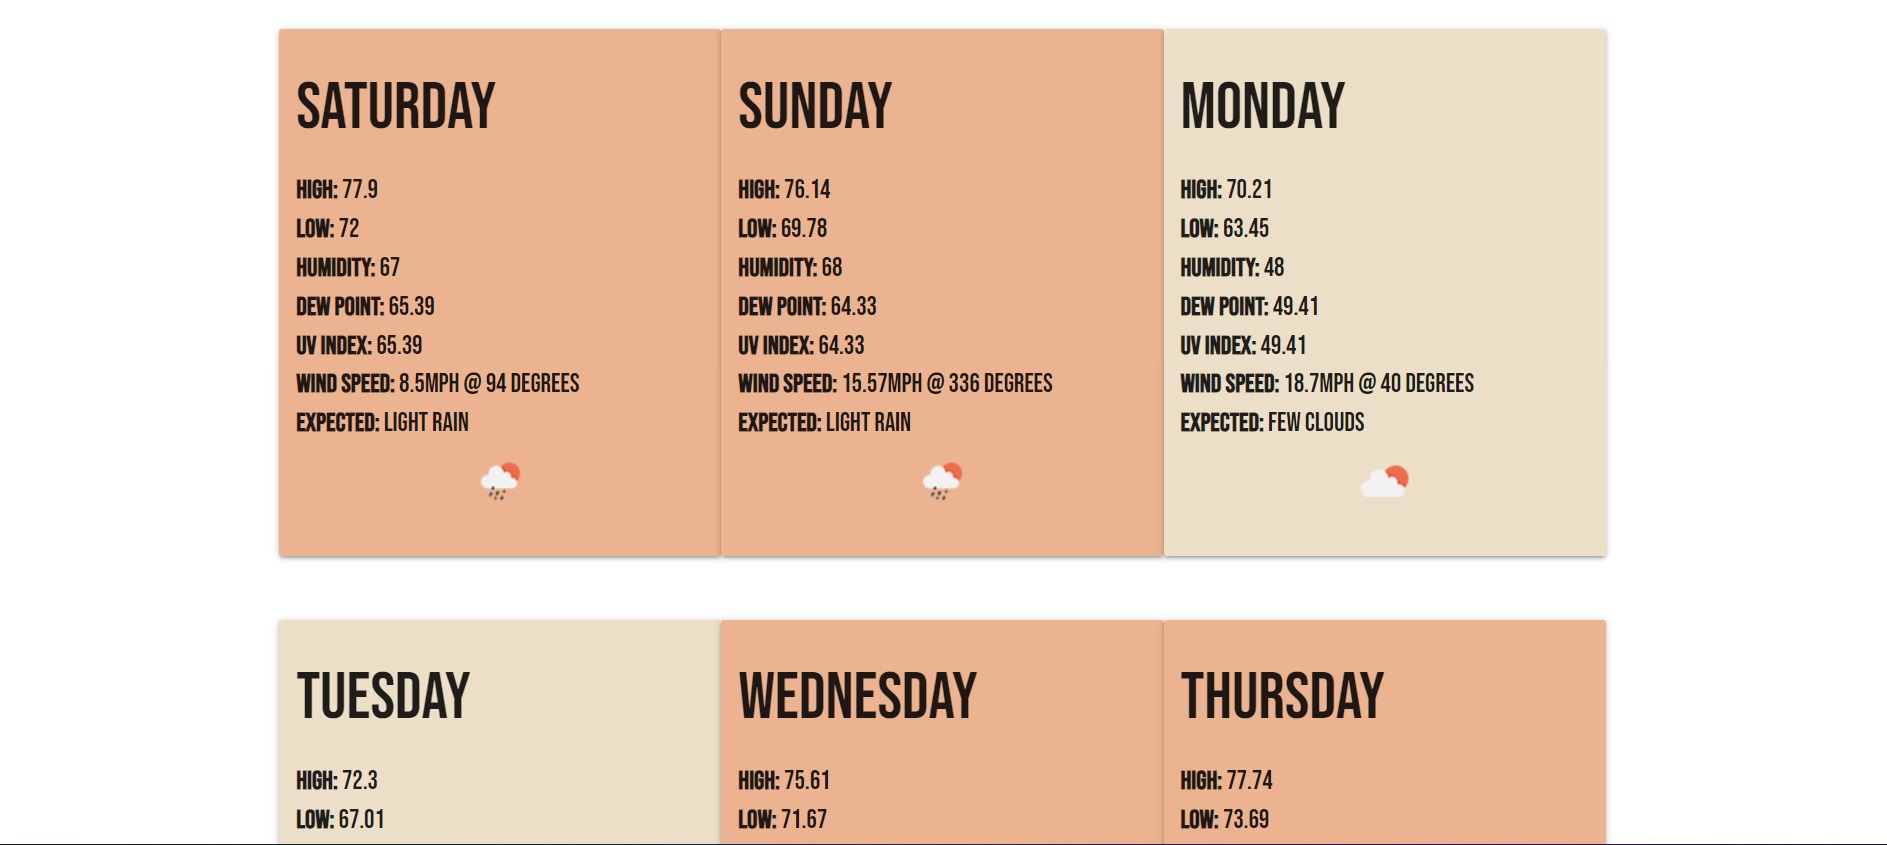 SATURDAY
HIGH: 77.9
LOW: 72
HUMIDITY: 67
DEW POINT: 65.39
UV INDEX: 65.39
WIND SPEED: 8.5MPH @ 94 DEGREES
EXPECTED: LIGHT RAIN
SUNDAY
HIGH: 76.14
LOW: 69.78
HUMIDITY: 68
DEW POINT: 64.33
UV INDEX: 64.33
WIND SPEED: 15.57MPH @ 336 DEGREES
EXPECTED: LIGHT RAIN
MONDAY
HIGH: 70.21
LOW: 63.45
HUMIDITY: 48
DEW POINT: 49.41
UV INDEX: 49.41
WIND SPEED: 18.7MPH @ 40 DEGREES
EXPECTED: FEW CLOUDS
TUESDAY
HIGH: 72.3
LOW: 67.01
WEDNESDAY
HIGH: 75.61
LOW: 71.67
THURSDAY
HIGH: 77.74
LOW: 73.69